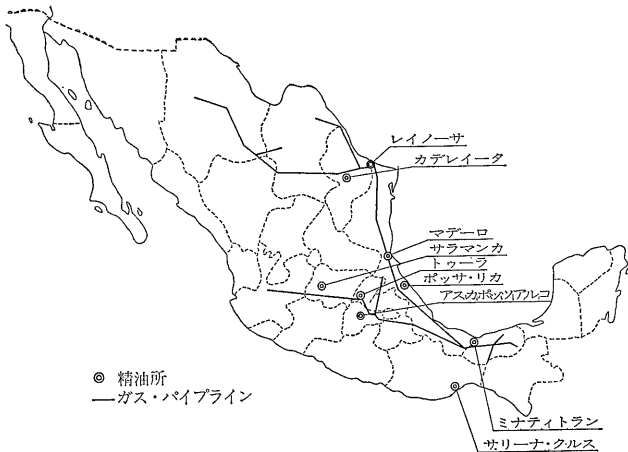 レイノーサ
カデレイータ
マデーロ
サラマンカ
トゥーラ
ポッサ・リカ
アスカポッツァルコ
精油所
ガス・パイプライン
ミナティトラン
サリーナ・クルス